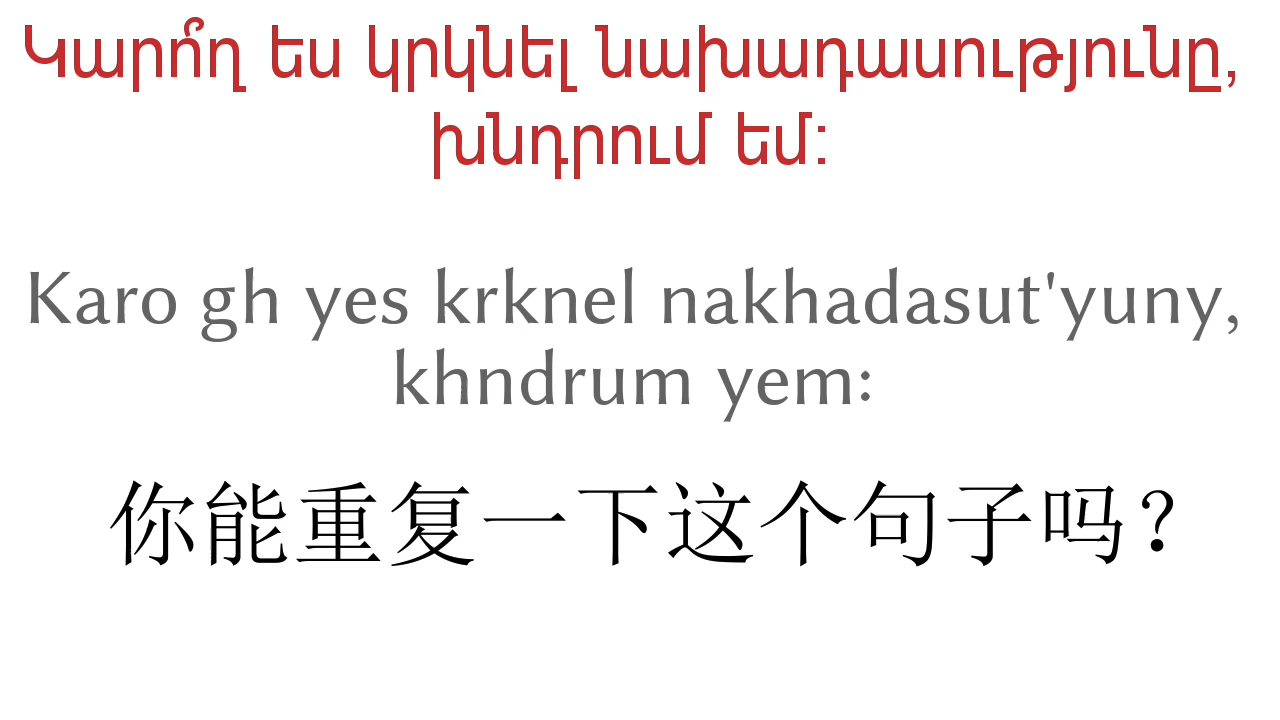 Կարո՞ղ ես կրկնել նախադասությունը,
խնդրում եմ:
Karo gh yes krknel nakhadasut'yuny,
khndrum yem:
你能重复一下这个句子吗？